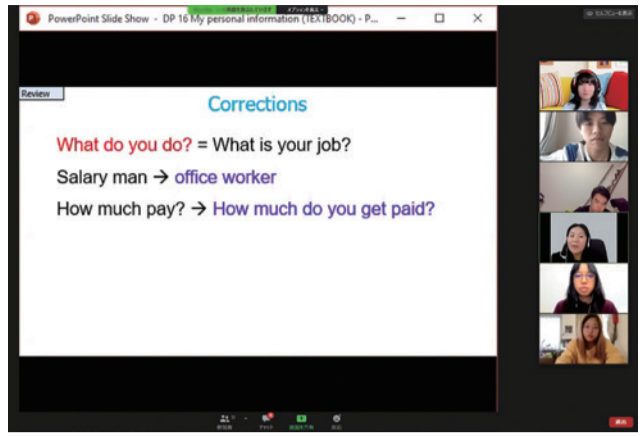 PowerPoint Slide Show - DP 16 My personal information (TEXTBOOK) - P...
Review
Corrections
What do you do? = What is your job?
Salary man → office worker
How much pay? → How much do you get paid?